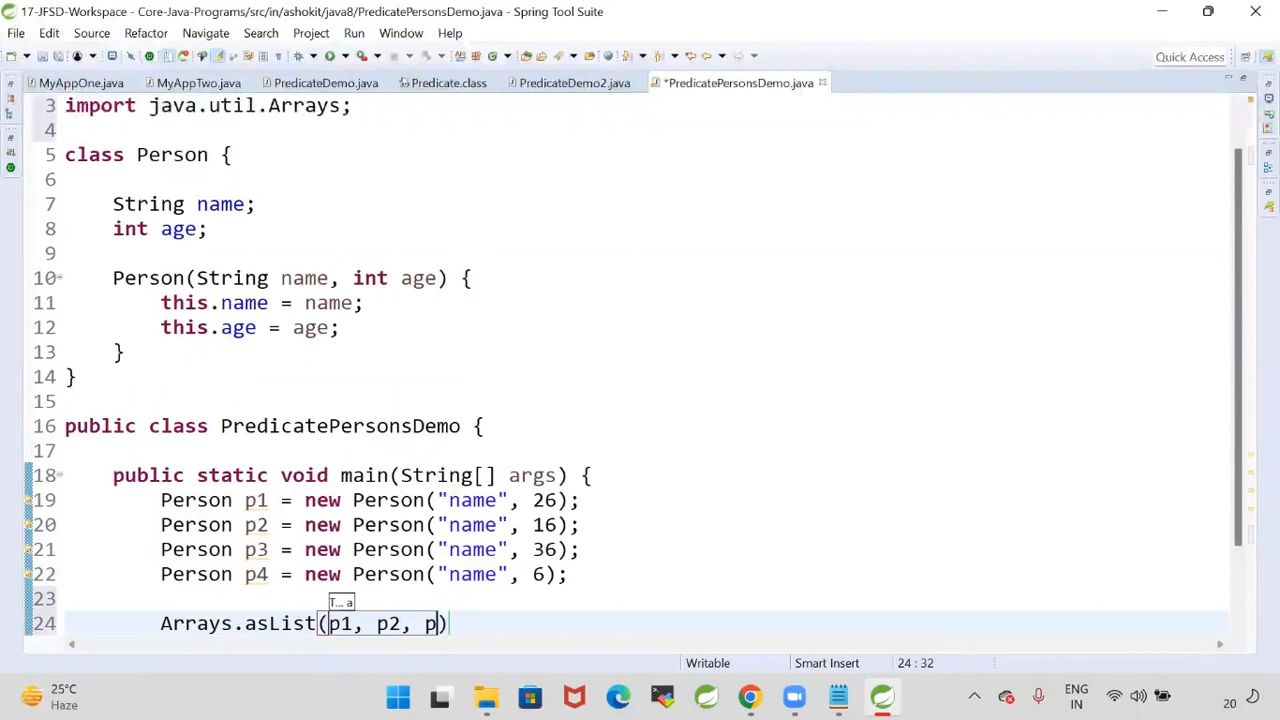 17-JFSD-Workspace - Core-Java-Programs/src/in/ashokit/java8/PredicatePersonsDemo.java - Spring Tool Suite
File Edit Source Refactor Navigate Search Project Run Window Help
Quick Access
MyAppOne.java MyAppTwo.java PredicateDemo.java Predicate.class PredicateDemo2.java *PredicatePersonsDemo.java
3 import java.util.Arrays;
4
5 class Person {
6
7 String name;
8 int age;
9
10 Person(String name, int age) {
11 this.name = name;
12 this.age = age;
13 }
14 }
15
16 public class PredicatePersonsDemo {
17
18 public static void main(String[] args) {
19 Person p1 = new Person("name", 26);
20 Person p2 = new Person("name", 16);
21 Person p3 = new Person("name", 36);
22 Person p4 = new Person("name", 6);
23
T... a
24 Arrays.asList(p1, p2, p)
Writable Smart Insert 24 : 32
25°C
Haze
ENG
IN
20